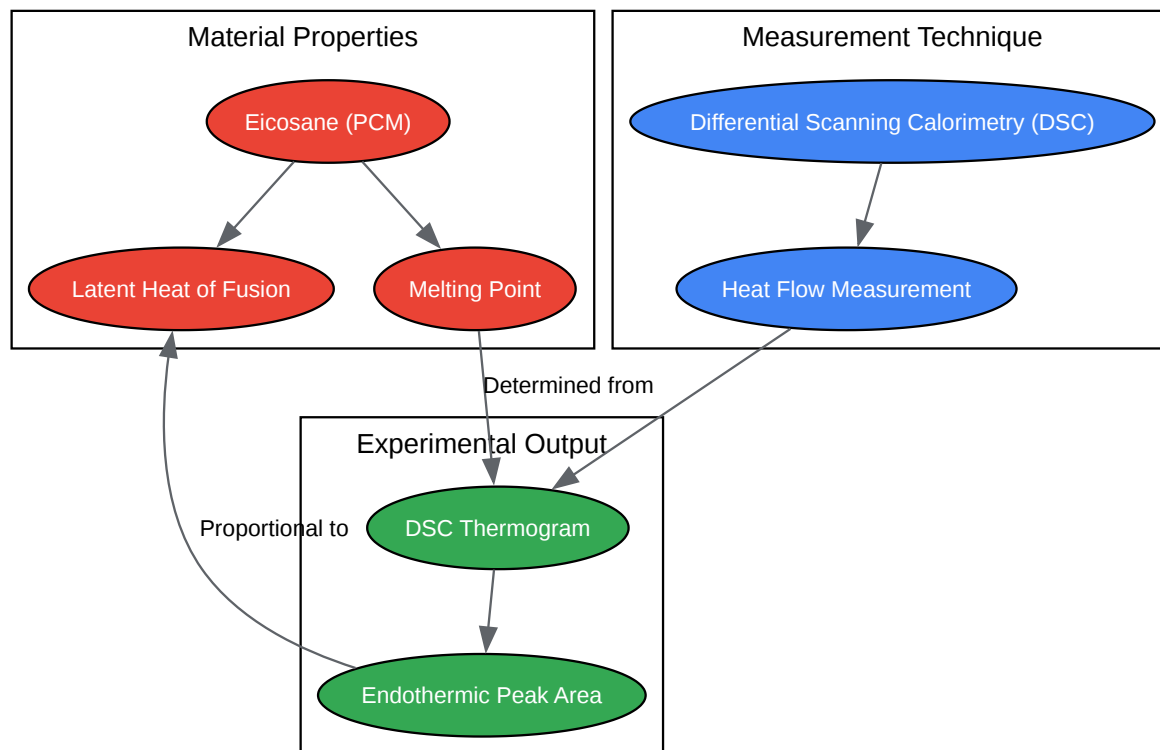 Material Properties
Measurement Technique
Eicosane (PCM)
Differential Scanning Calorimetry (DSC)
Latent Heat of Fusion
Melting Point
Heat Flow Measurement
Determined from
Experimental Output
Proportional to
DSC Thermogram
Endothermic Peak Area